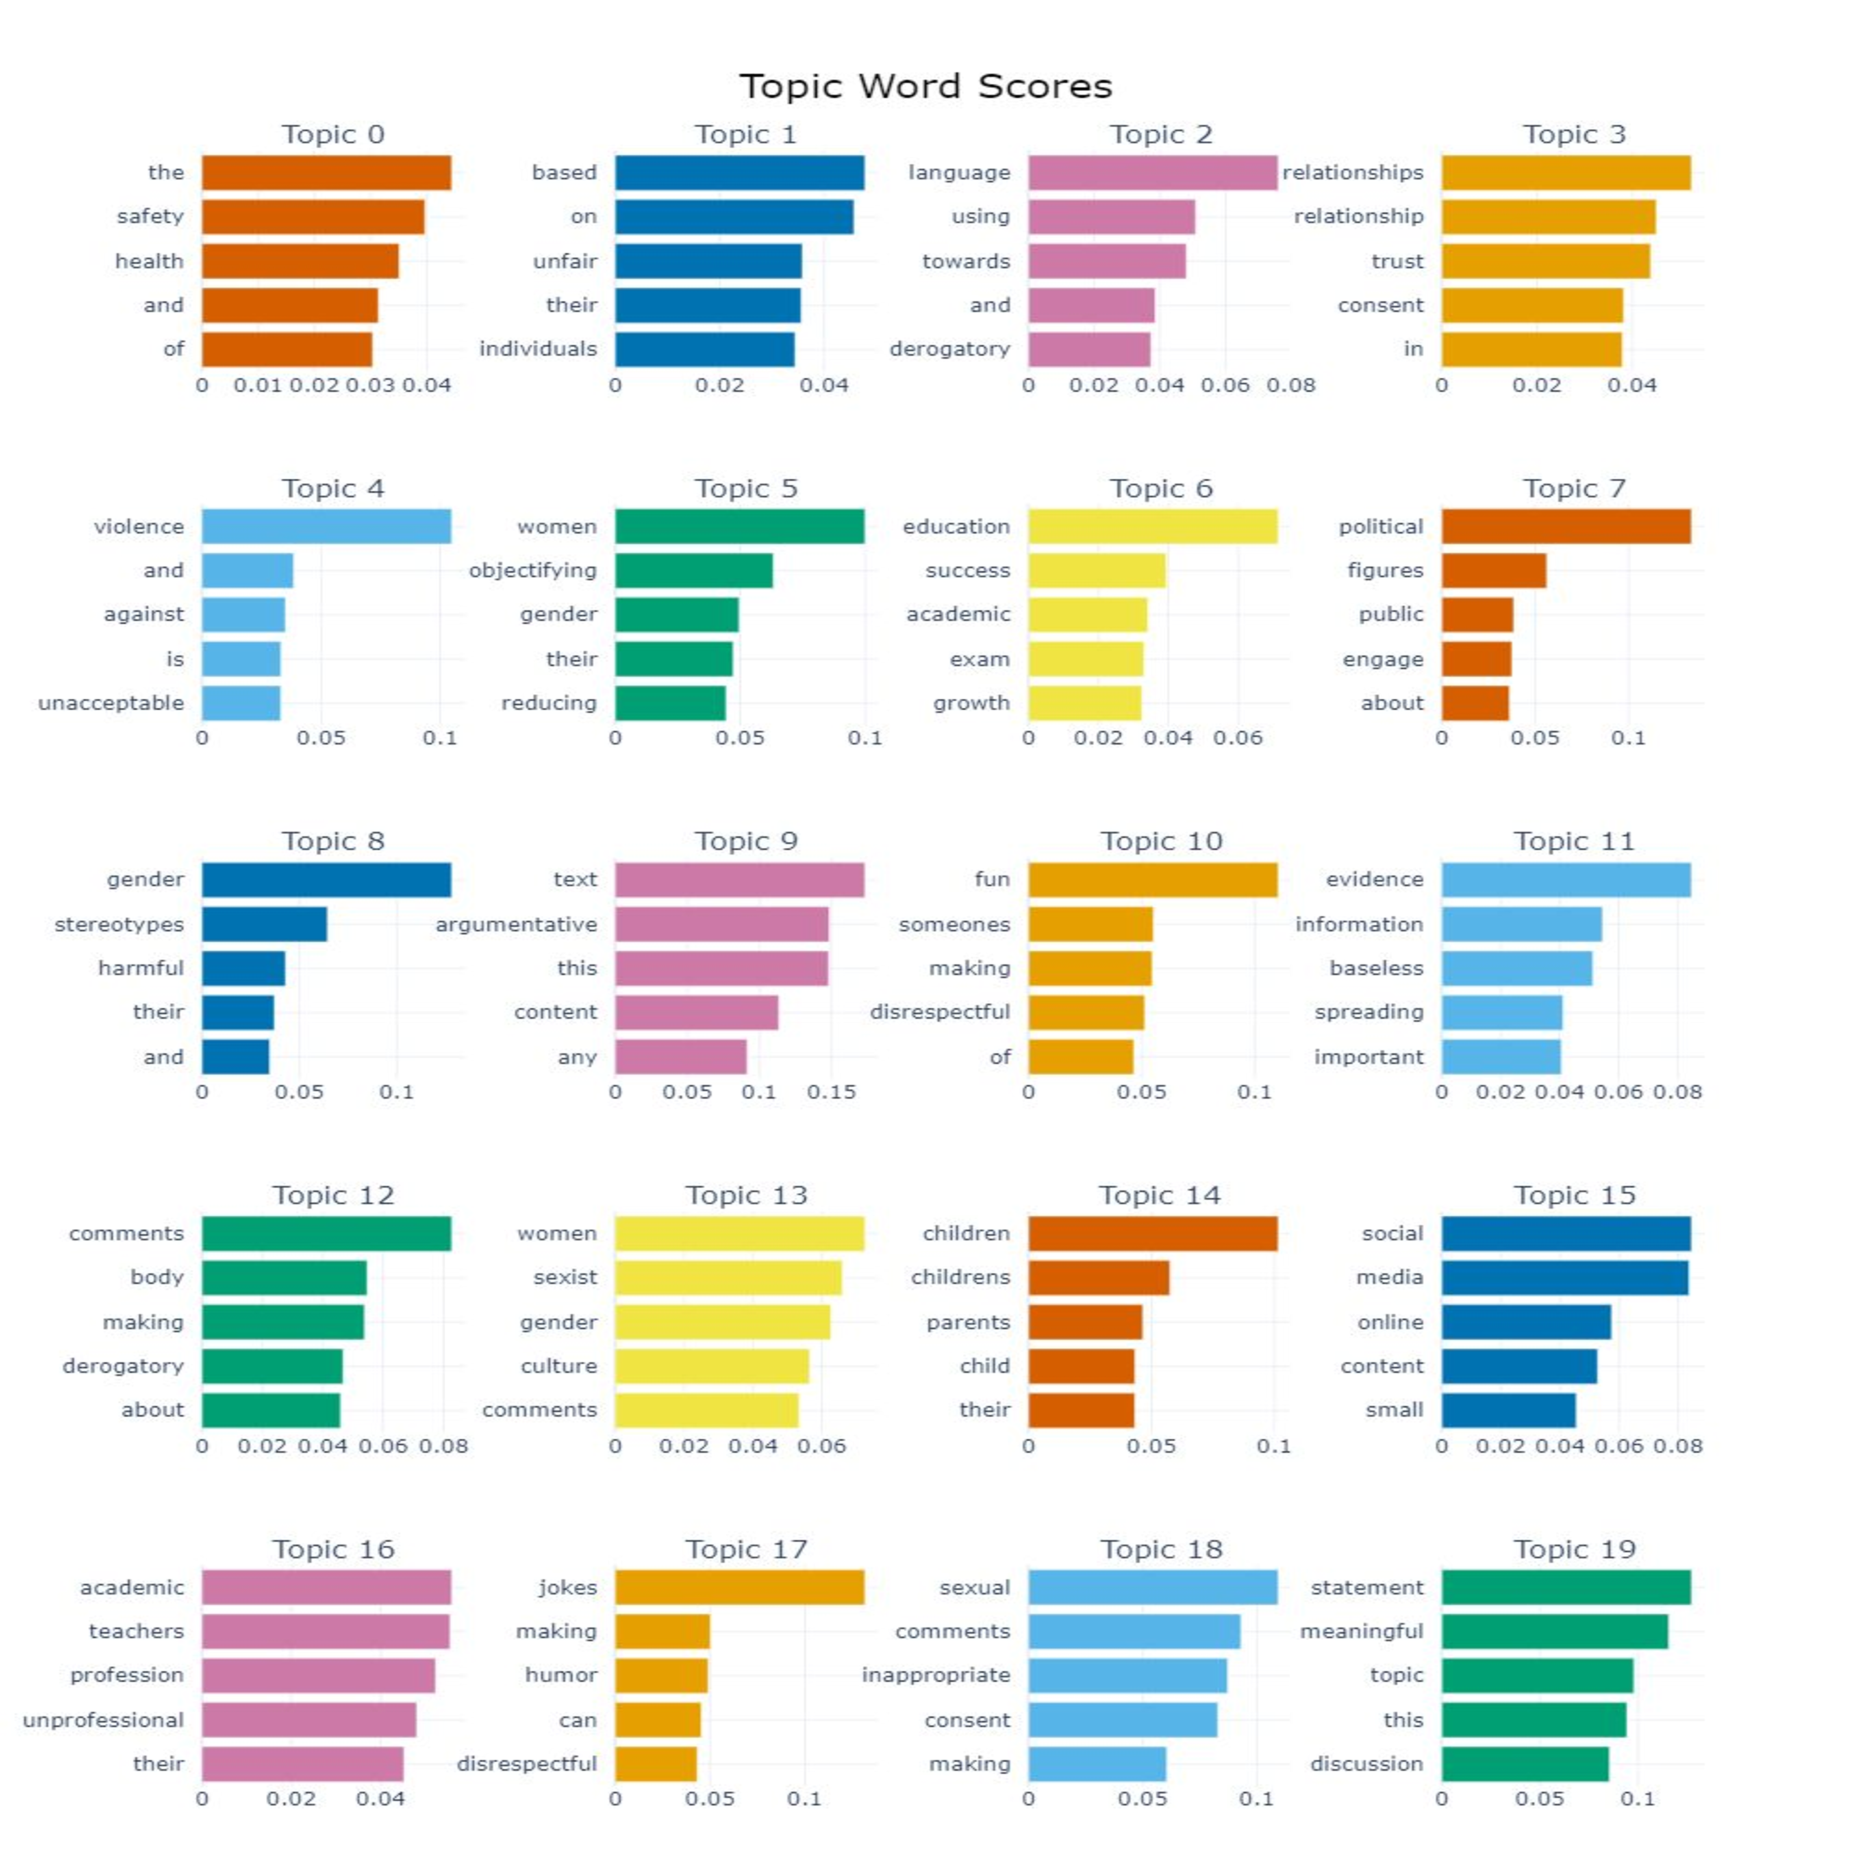 Topic Word Scores
Topic 0
the
safety
health
and
of
0 0.01 0.02 0.03 0.04
Topic 1
based
on
unfair
their
individuals
0 0.02 0.04
Topic 2
language
using
towards
and
derogatory
0 0.02 0.04 0.06 0.08
Topic 3
relationships
relationship
trust
consent
in
0 0.02 0.04
Topic 4
violence
and
against
is
unacceptable
0 0.05 0.1
Topic 5
women
objectifying
gender
their
reducing
0 0.05 0.1
Topic 6
education
success
academic
exam
growth
0 0.02 0.04 0.06
Topic 7
political
figures
public
engage
about
0 0.05 0.1
Topic 8
gender
stereotypes
harmful
their
and
0 0.05 0.1
Topic 9
text
argumentative
this
content
any
0 0.05 0.1 0.15
Topic 10
fun
someones
making
disrespectful
of
0 0.05 0.1
Topic 11
evidence
information
baseless
spreading
important
0 0.02 0.04 0.06 0.08
Topic 12
comments
body
making
derogatory
about
0 0.02 0.04 0.06 0.08
Topic 13
women
sexist
gender
culture
comments
0 0.02 0.04 0.06
Topic 14
children
childrens
parents
child
their
0 0.05 0.1
Topic 15
social
media
online
content
small
0 0.02 0.04 0.06 0.08
Topic 16
academic
teachers
profession
unprofessional
their
0 0.02 0.04
Topic 17
jokes
making
humor
can
disrespectful
0 0.05 0.1
Topic 18
sexual
comments
inappropriate
consent
making
0 0.05 0.1
Topic 19
statement
meaningful
topic
this
discussion
0 0.05 0.1